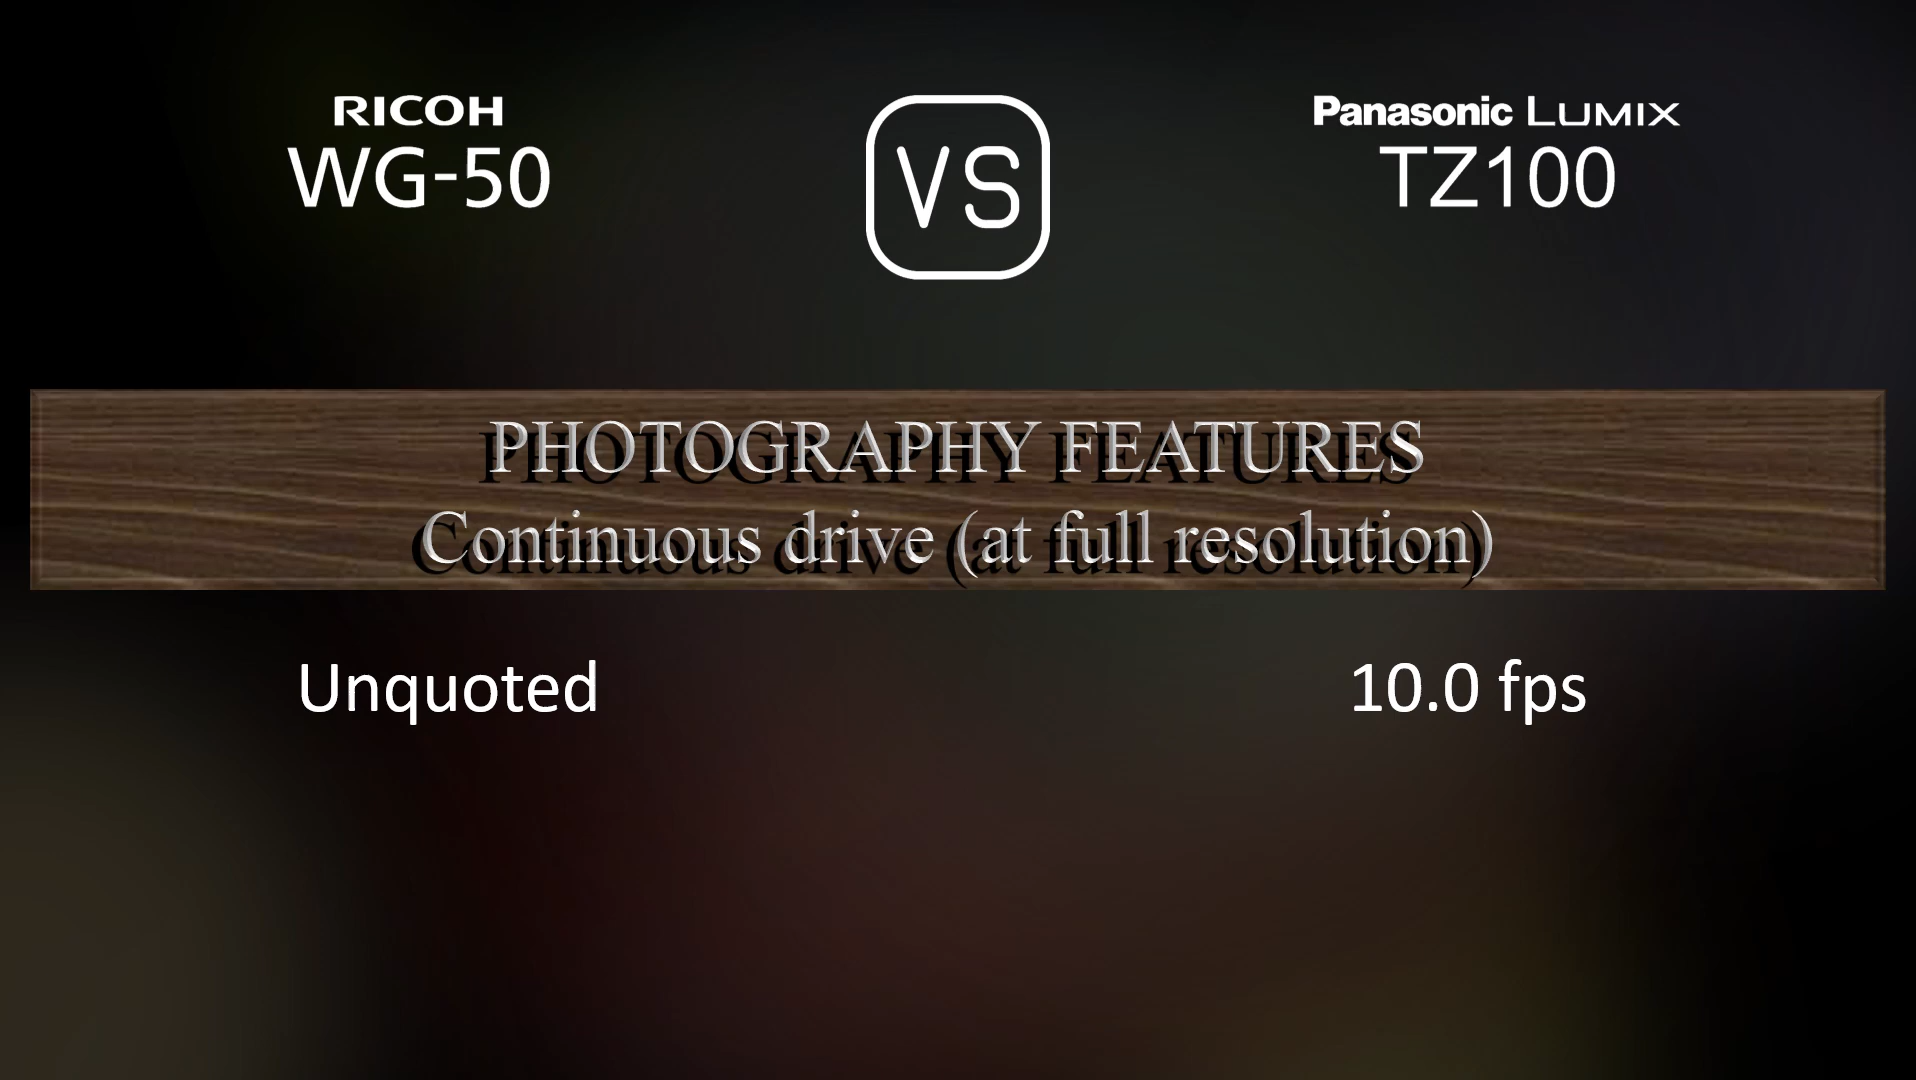 RICOH
WG-50
VS
Panasonic LUMIX
TZ100
PHOTOGRAPHY FEATURES
Continuous drive (at full resolution)
Unquoted
10.0 fps